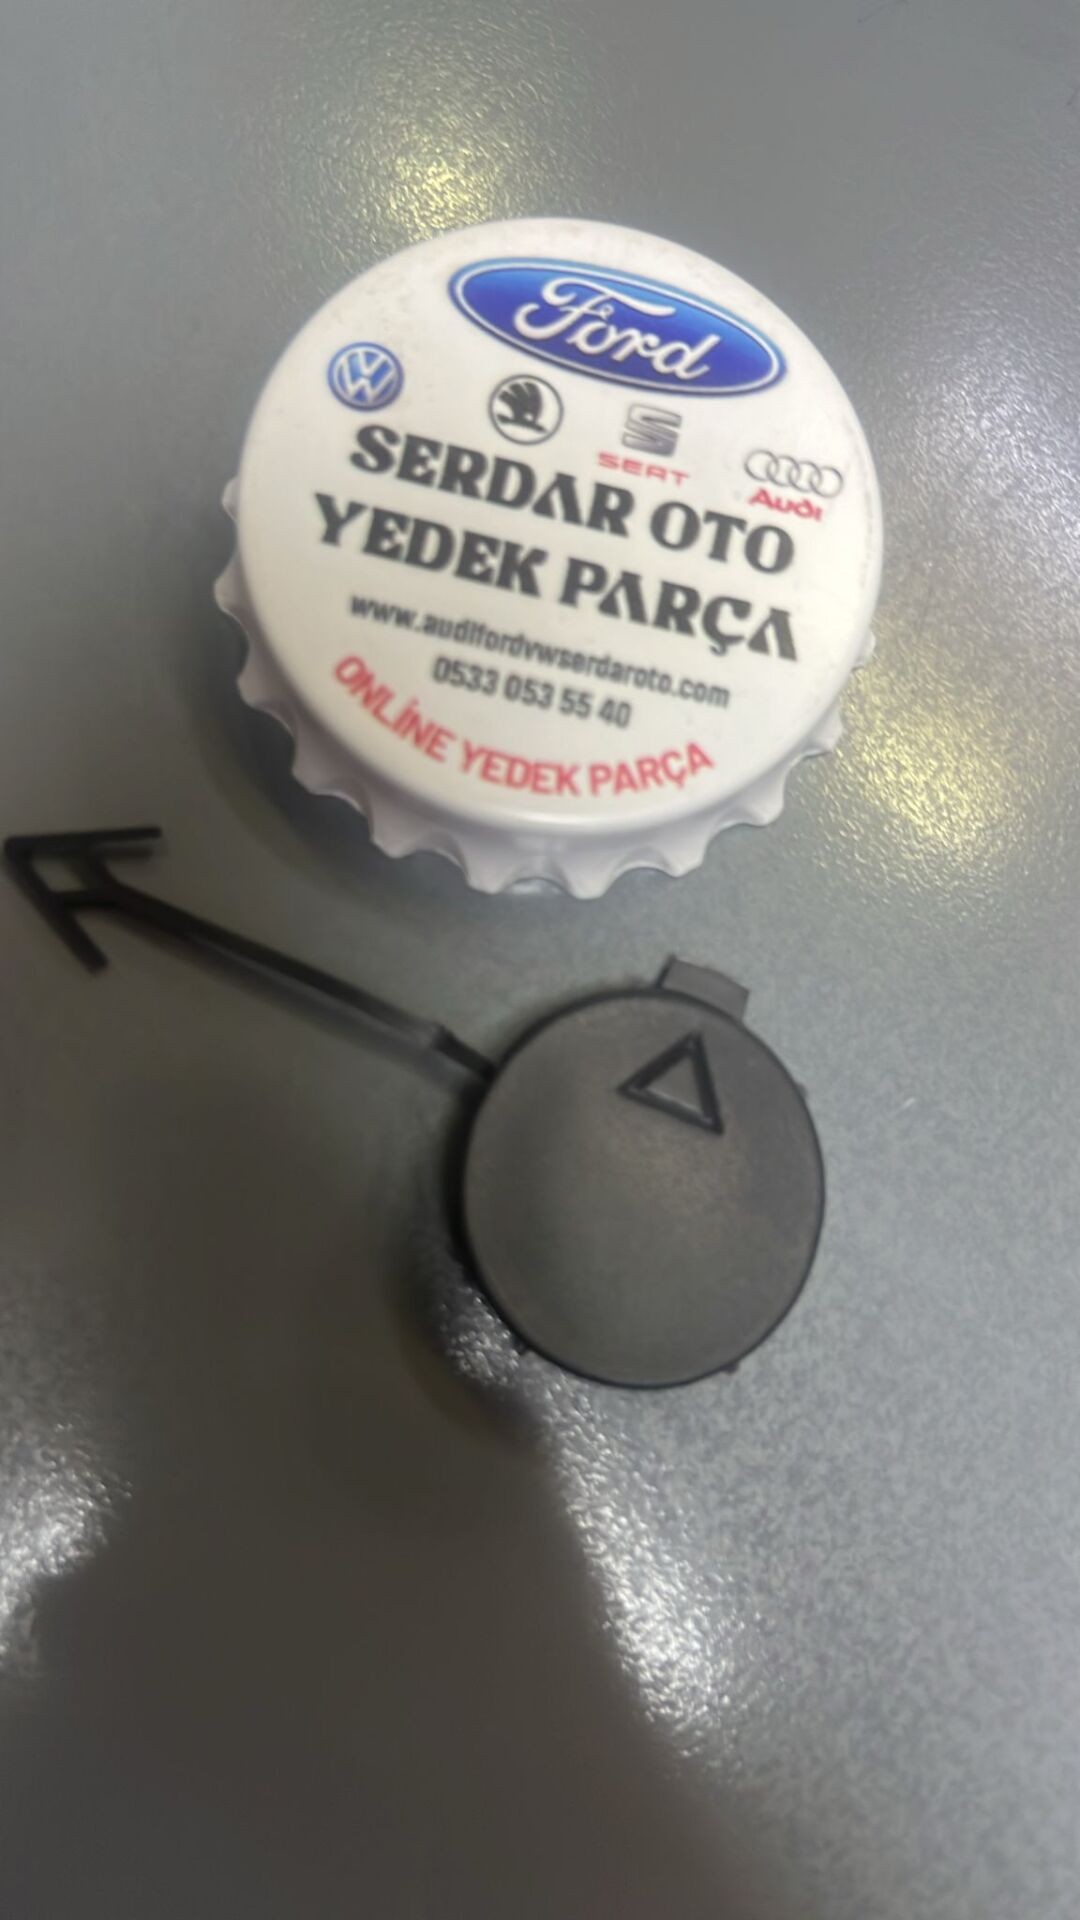 Ford
SEAT
Audi
SERDAR OTO
YEDEK PARÇA
www.audifordvwserdaroto.com
0533 053 55 40
ONLİNE YEDEK PARÇA